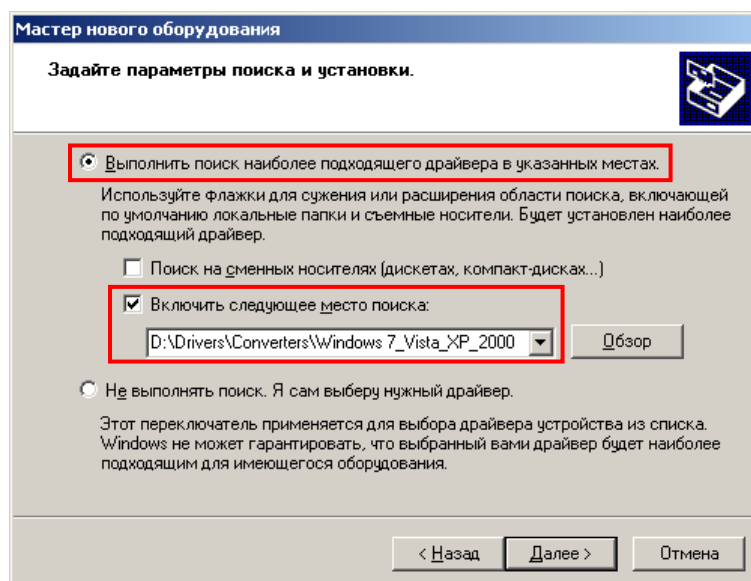 Мастер нового оборудования
Задайте параметры поиска и установки.
Выполнить поиск наиболее подходящего драйвера в указанных местах.
Используйте флажки для сужения или расширения области поиска, включающей
по умолчанию локальные папки и съемные носители. Будет установлен наиболее
подходящий драйвер.
Поиск на сменных носителях (дискетах, компакт-дисках...)
Включить следующее место поиска:
D:\Drivers\Converters\Windows 7_Vista_XP_2000
Обзор
Не выполнять поиск. Я сам выберу нужный драйвер.
Этот переключатель применяется для выбора драйвера устройства из списка.
Windows не может гарантировать, что выбранный вами драйвер будет наиболее
подходящим для имеющегося оборудования.
< Назад
Далее >
Отмена